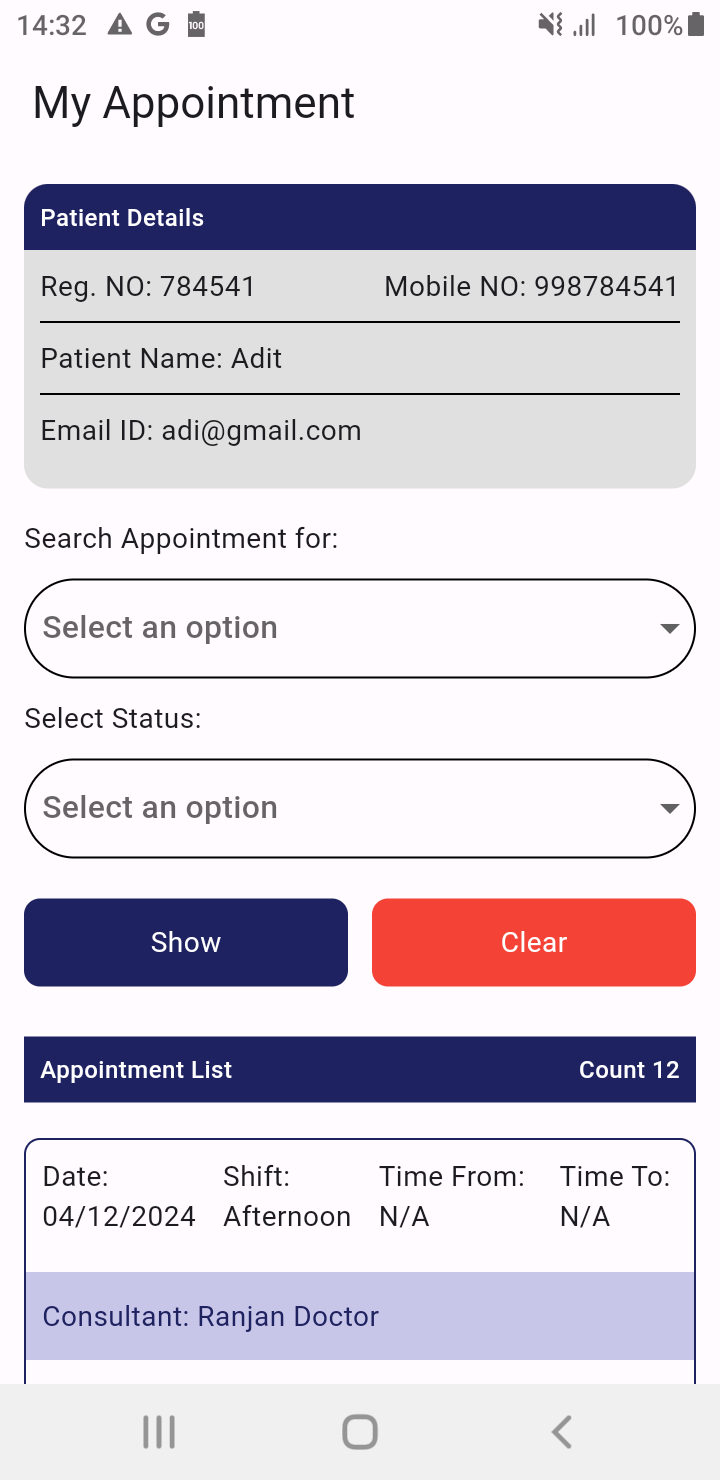 14:32 G 100 100%
My Appointment
Patient Details
Reg. NO: 784541 Mobile NO: 998784541
Patient Name: Adit
Email ID: adi@gmail.com
Search Appointment for:
Select an option
Select Status:
Select an option
Show Clear
Appointment List Count 12
Date: Shift: Time From: Time To:
04/12/2024 Afternoon N/A N/A
Consultant: Ranjan Doctor